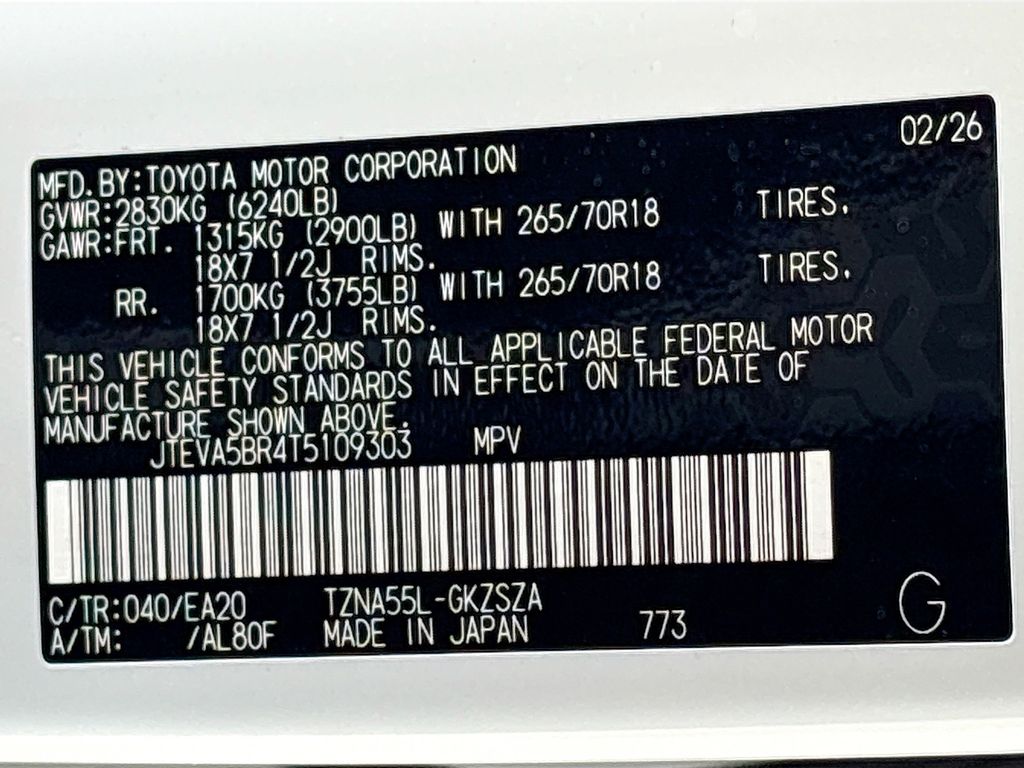 02/26
MFD.BY:TOYOTA MOTOR CORPORATION
GVWR:2830KG (6240LB)
GAWR:FRT. 1315KG (2900LB) WITH 265/70R18 TIRES.
18X7 1/2J RIMS.
RR. 1700KG (3755LB) WITH 265/70R18 TIRES.
18X7 1/2J RIMS.
THIS VEHICLE CONFORMS TO ALL APPLICABLE FEDERAL MOTOR
VEHICLE SAFETY STANDARDS IN EFFECT ON THE DATE OF
MANUFACTURE SHOWN ABOVE.
JTEVA5BR4T5109303 MPV
C/TR:040/EA20 TZNA55L-GKZSZA
A/TM: /AL80F MADE IN JAPAN 773
G